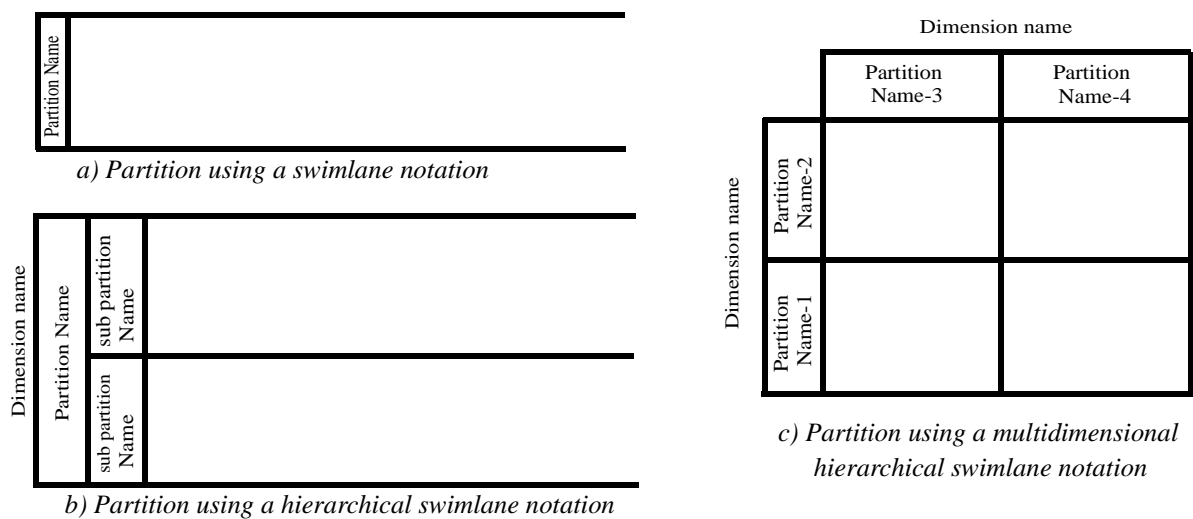 Partition Name
a) Partition using a swimlane notation
Dimension name
Partition Name
sub partition
Name
sub partition
Name
b) Partition using a hierarchical swimlane notation
Dimension name
Partition
Name-3
Partition
Name-4
Dimension name
Partition
Name-2
Partition
Name-1
c) Partition using a multidimensional
hierarchical swimlane notation